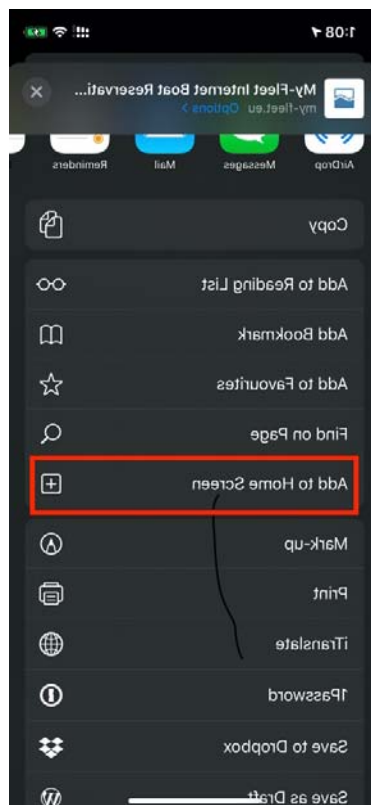 1:08
My-Fleet Internet Boat Reservati...
my-fleet.eu Options >
AirDrop Messages Mail Reminders
Copy
Add to Reading List
Add Bookmark
Add to Favourites
Find on Page
Add to Home Screen
Mark-up
Print
iTranslate
1Password
Save to Dropbox
Save as Draft